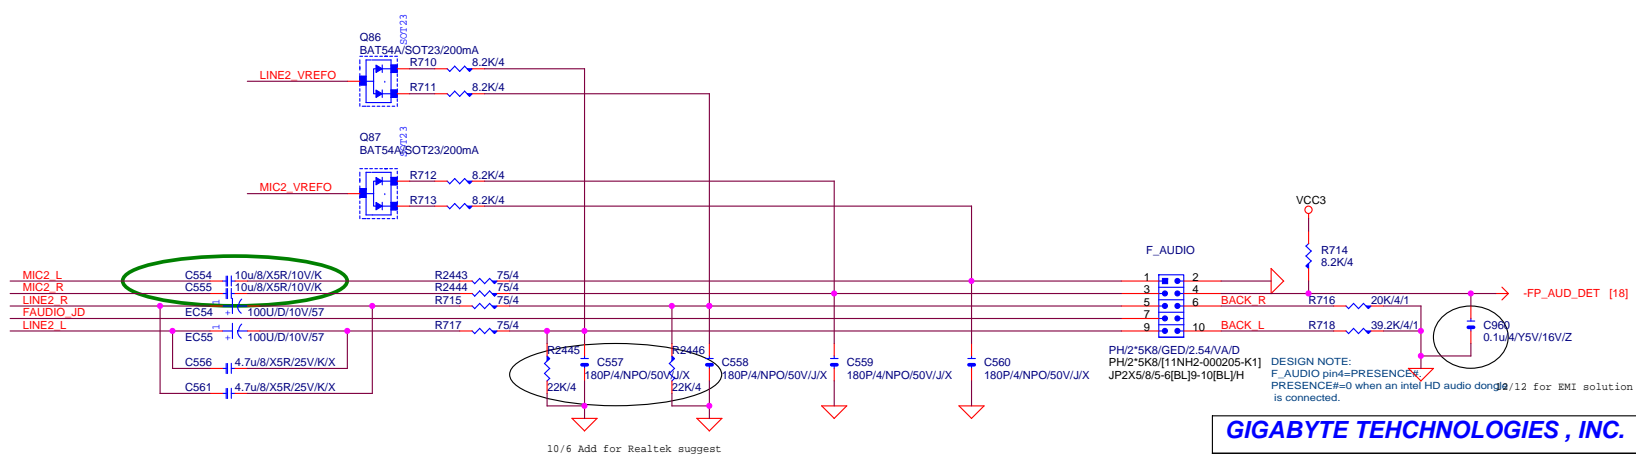 Q86
SOT23
BAT54A/SOT23/200mA
LINE2_VREFO
R710 8.2K/4
R711 8.2K/4
Q87
SOT23
BAT54A/SOT23/200mA
MIC2_VREFO
R712 8.2K/4
R713 8.2K/4
VCC3
R714
8.2K/4
F_AUDIO
MIC2_L C554 10u/8/X5R/10V/K R2443 75/4 1 2
MIC2_R C555 10u/8/X5R/10V/K R2444 75/4 3 4 -FP_AUD_DET [18]
LINE2_R 1 R715 75/4 5 6 BACK_R R716 20K/4/1
FAUDIO_JD EC54 + 100U/D/10V/57 7
LINE2_L 1 R717 75/4 9 10 BACK_L R718 39.2K/4/1
EC55 + 100U/D/10V/57
C960
0.1u/4/Y5V/16V/Z
C556 4.7u/8/X5R/25V/K/X
C561 4.7u/8/X5R/25V/K/X
R2445
22K/4
C557
180P/4/NPO/50V/J/X
R2446
22K/4
C558
180P/4/NPO/50V/J/X
C559
180P/4/NPO/50V/J/X
C560
180P/4/NPO/50V/J/X
PH/2*5K8/GED/2.54/VA/D
PH/2*5K8/[11NH2-000205-K1]
JP2X5/8/5-6[BL]9-10[BL]/H
DESIGN NOTE:
F_AUDIO pin4=PRESENCE#.
PRESENCE#=0 when an intel HD audio dongle
is connected.
/12 for EMI solution
10/6 Add for Realtek suggest
GIGABYTE TEHCHNOLOGIES , INC.